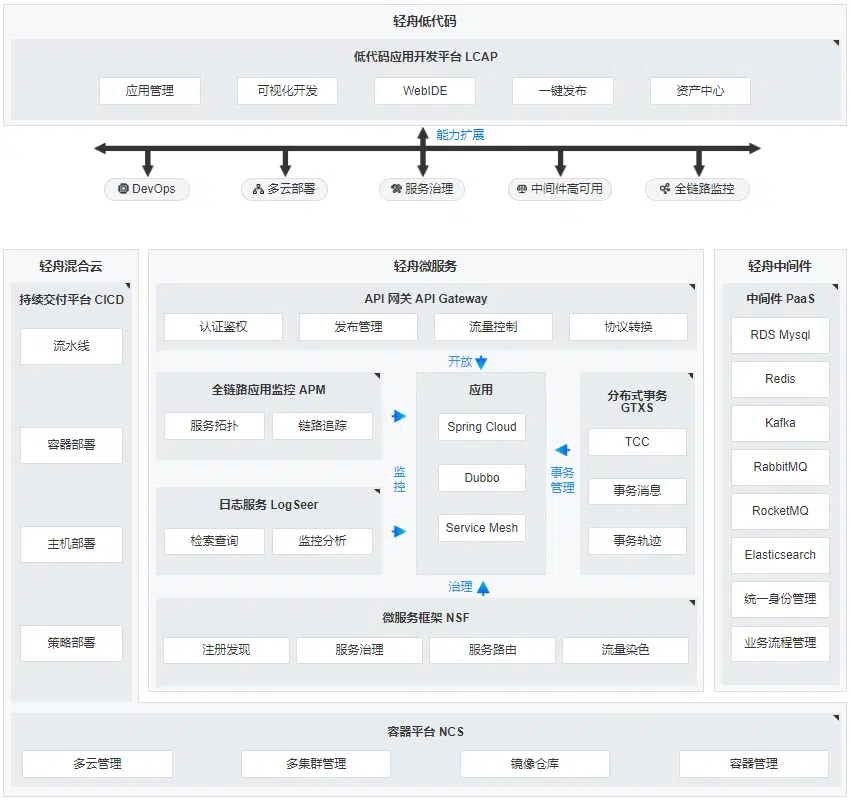 轻舟低代码
低代码应用开发平台 LCAP
应用管理
可视化开发
WebIDE
一键发布
资产中心
能力扩展
DevOps
多云部署
服务治理
中间件高可用
全链路监控
轻舟混合云
持续交付平台 CICD
流水线
容器部署
主机部署
策略部署
轻舟微服务
API 网关 API Gateway
认证鉴权
发布管理
流量控制
协议转换
开放
全链路应用监控 APM
服务拓扑
链路追踪
日志服务 LogSeer
检索查询
监控分析
监
控
应用
Spring Cloud
Dubbo
Service Mesh
事务
管理
分布式事务
GTXS
TCC
事务消息
事务轨迹
治理
微服务框架 NSF
注册发现
服务治理
服务路由
流量染色
轻舟中间件
中间件 PaaS
RDS Mysql
Redis
Kafka
RabbitMQ
RocketMQ
Elasticsearch
统一身份管理
业务流程管理
容器平台 NCS
多云管理
多集群管理
镜像仓库
容器管理